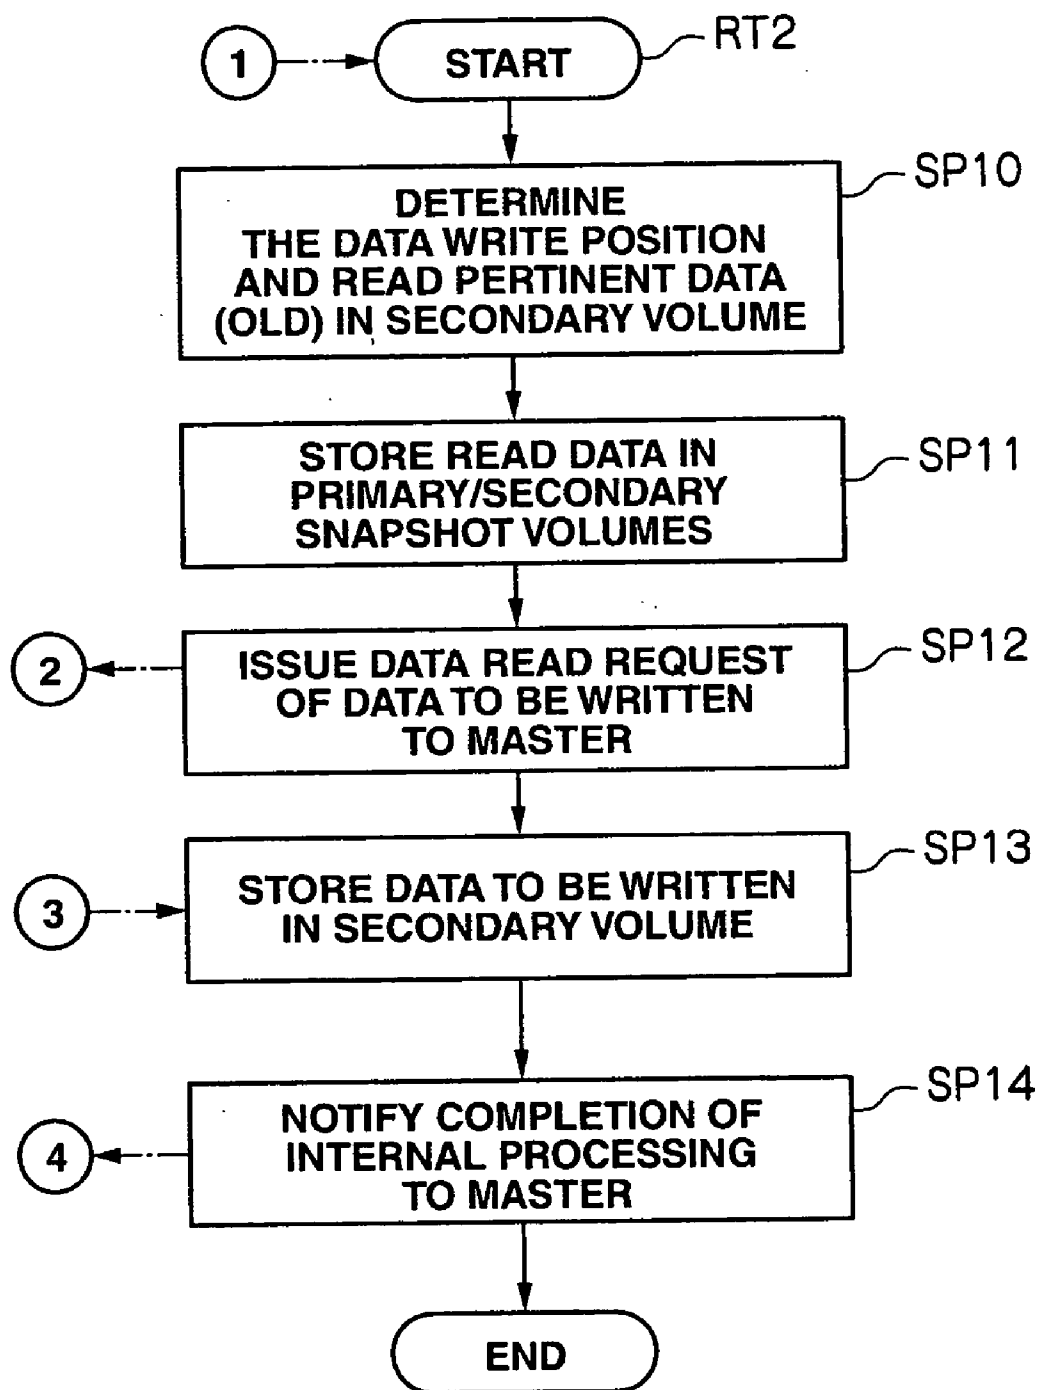 1
START
RT2
SP10
DETERMINE
THE DATA WRITE POSITION
AND READ PERTINENT DATA
(OLD) IN SECONDARY VOLUME
SP11
STORE READ DATA IN
PRIMARY/SECONDARY
SNAPSHOT VOLUMES
SP12
2
ISSUE DATA READ REQUEST
OF DATA TO BE WRITTEN
TO MASTER
SP13
3
STORE DATA TO BE WRITTEN
IN SECONDARY VOLUME
SP14
4
NOTIFY COMPLETION OF
INTERNAL PROCESSING
TO MASTER
END